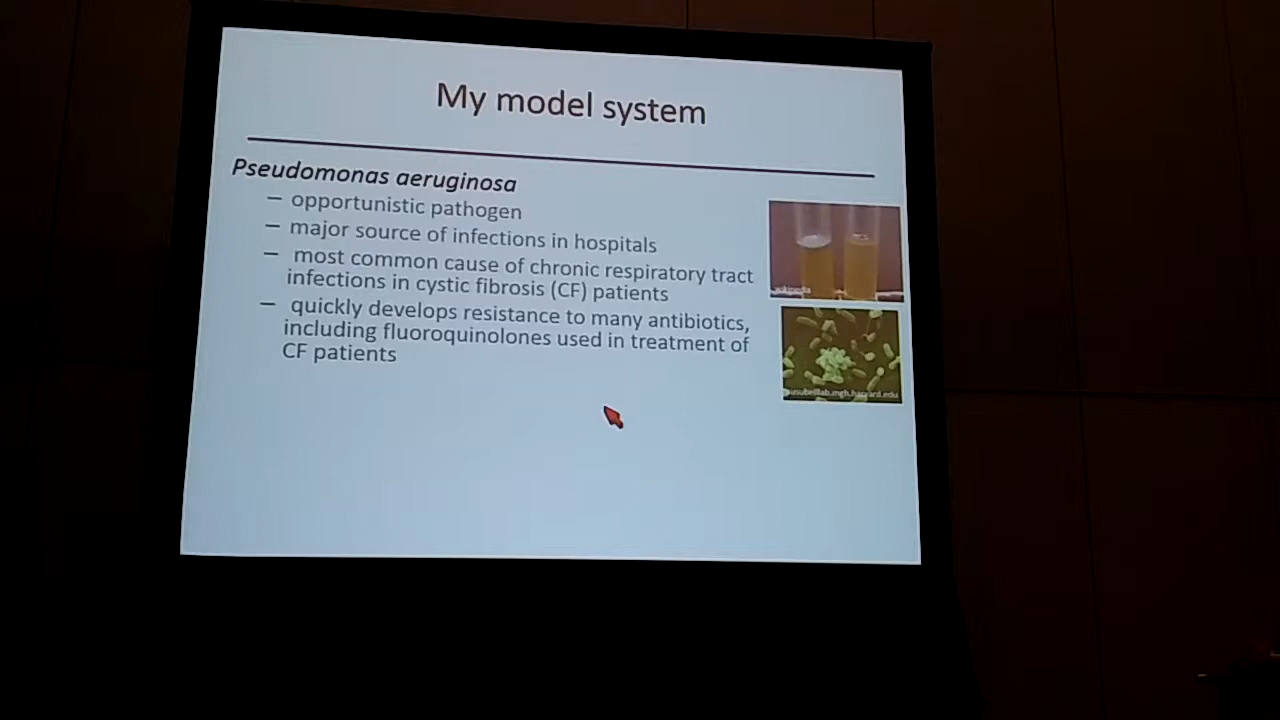 My model system
Pseudomonas aeruginosa
– opportunistic pathogen
– major source of infections in hospitals
– most common cause of chronic respiratory tract
infections in cystic fibrosis (CF) patients
– quickly develops resistance to many antibiotics,
including fluoroquinolones used in treatment of
CF patients